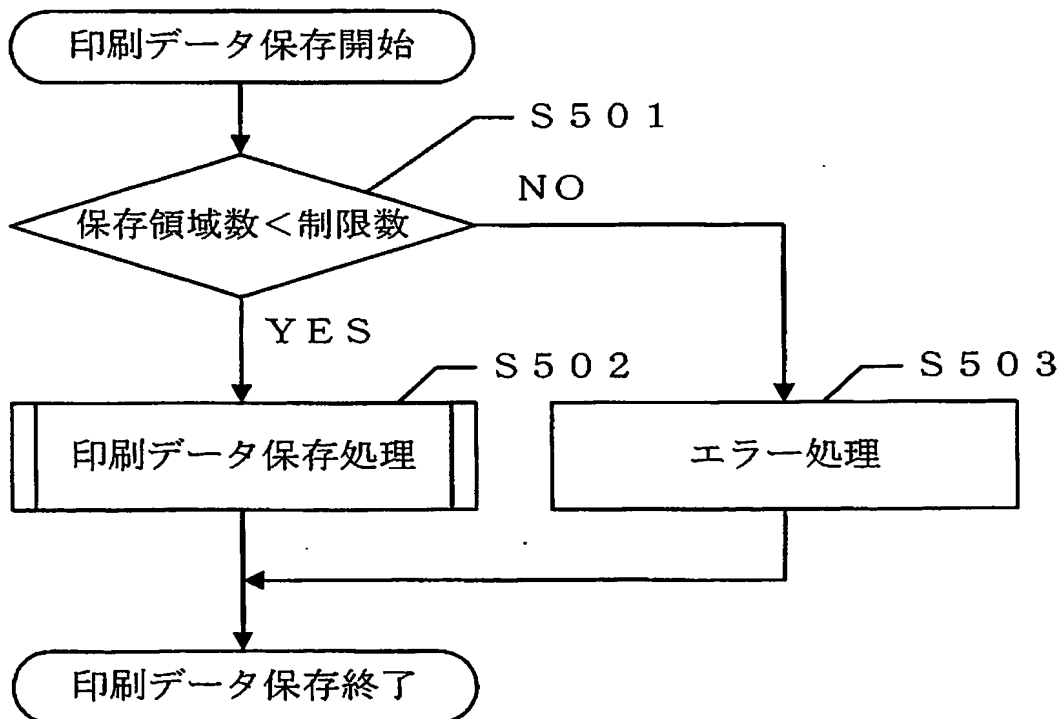 印刷データ保存開始
S501
保存領域数<制限数
NO
YES
S502
S503
印刷データ保存処理
エラー処理
印刷データ保存終了